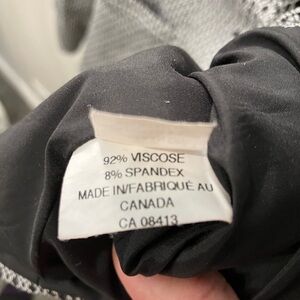 92% VISCOSE
8% SPANDEX
MADE IN/FABRIQUÉ AU
CANADA
CA 08413